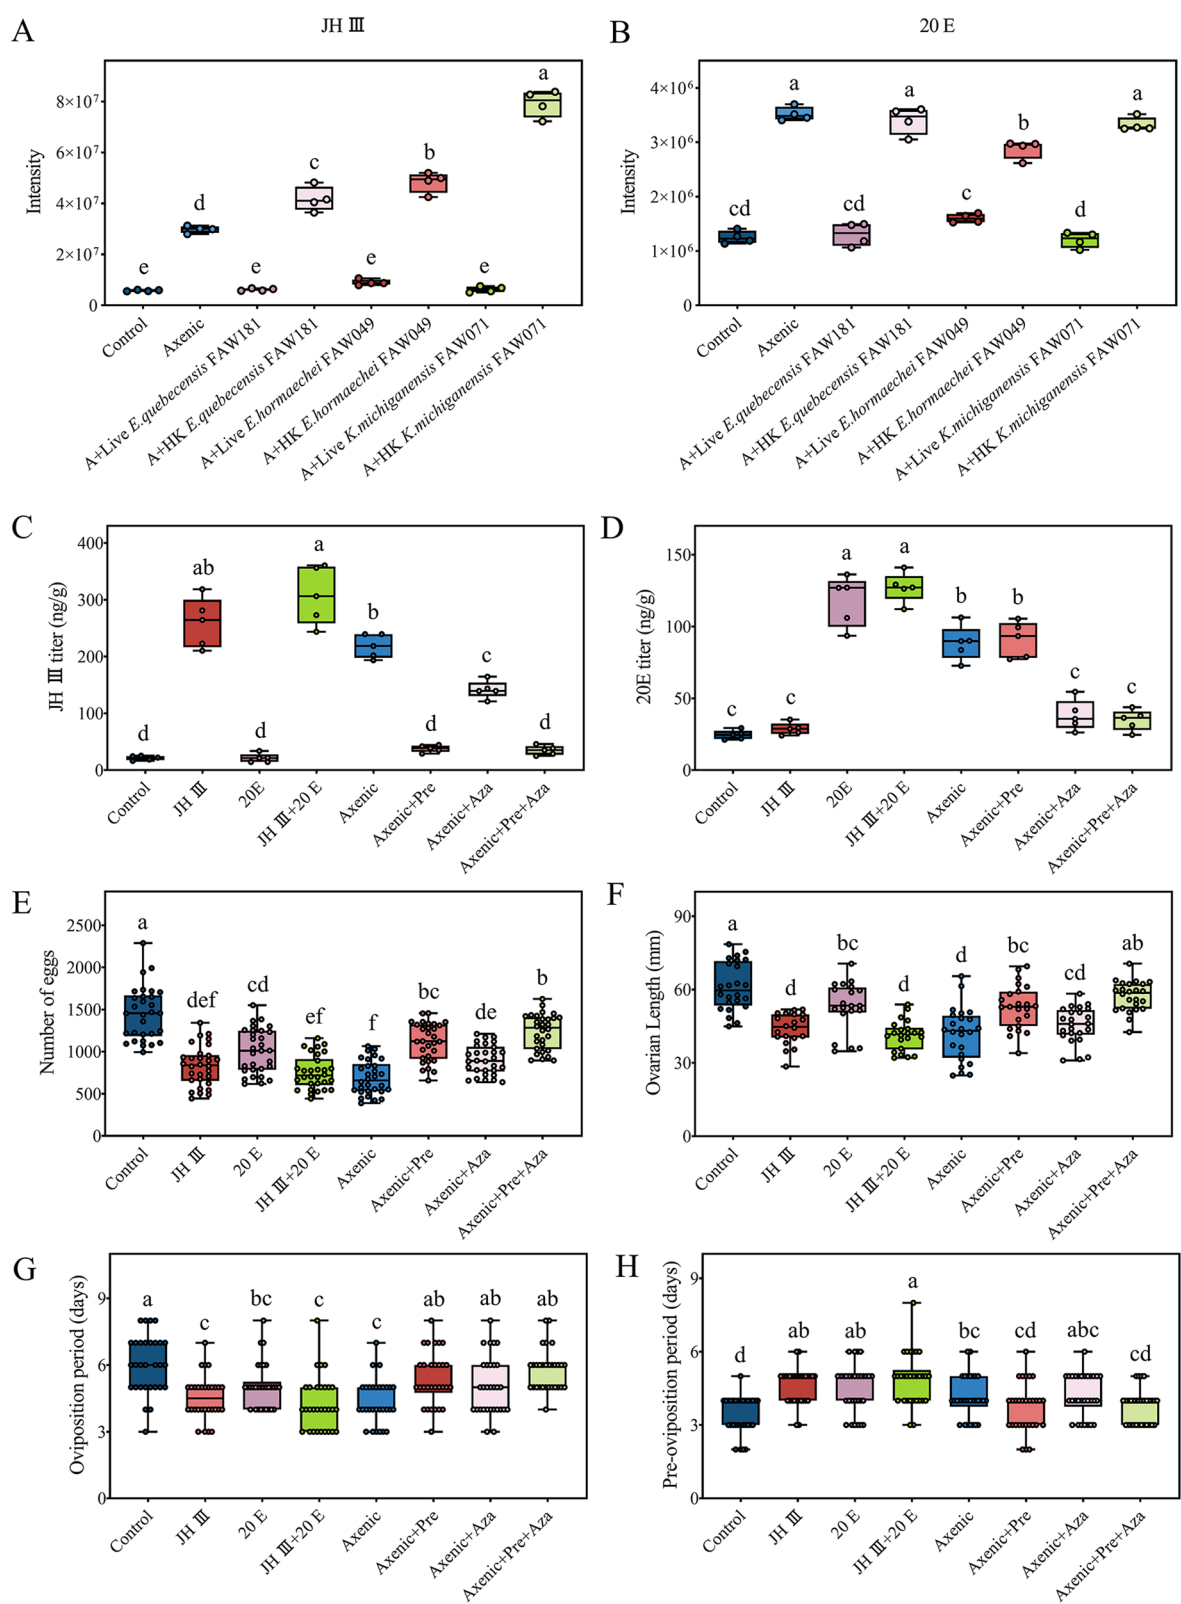 A
JH Ⅲ
a
8×10⁷
6×10⁷
4×10⁷
2×10⁷
0
Intensity
e
d
e
c
e
b
e
Control
Axenic
A+Live E.quebecensis FAW181
A+HK E.quebecensis FAW181
A+Live E.hormaechei FAW049
A+HK E.hormaechei FAW049
A+Live K.michiganensis FAW071
A+HK K.michiganensis FAW071
B
20 E
4×10⁶
3×10⁶
2×10⁶
1×10⁶
0
Intensity
cd
a
cd
a
c
b
d
a
Control
Axenic
A+Live E.quebecensis FAW181
A+HK E.quebecensis FAW181
A+Live E.hormaechei FAW049
A+HK E.hormaechei FAW049
A+Live K.michiganensis FAW071
A+HK K.michiganensis FAW071
C
400
300
200
100
0
JH Ⅲ titer (ng/g)
d
ab
d
a
b
d
c
d
Control
JH Ⅲ
20E
JH Ⅲ+20 E
Axenic
Axenic+Pre
Axenic+Aza
Axenic+Pre+Aza
D
150
100
50
0
20E titer (ng/g)
c
c
a
a
b
b
c
c
Control
JH Ⅲ
20E
JH Ⅲ+20 E
Axenic
Axenic+Pre
Axenic+Aza
Axenic+Pre+Aza
E
2500
2000
1500
1000
500
0
Number of eggs
a
def
cd
ef
f
bc
de
b
Control
JH Ⅲ
20 E
JH Ⅲ+20 E
Axenic
Axenic+Pre
Axenic+Aza
Axenic+Pre+Aza
F
90
60
30
0
Ovarian Length (mm)
a
d
bc
d
d
bc
cd
ab
Control
JH Ⅲ
20 E
JH Ⅲ+20 E
Axenic
Axenic+Pre
Axenic+Aza
Axenic+Pre+Aza
G
9
6
3
0
Oviposition period (days)
a
c
bc
c
c
ab
ab
ab
Control
JH Ⅲ
20 E
JH Ⅲ+20 E
Axenic
Axenic+Pre
Axenic+Aza
Axenic+Pre+Aza
H
9
6
3
0
Pre-oviposition period (days)
d
ab
ab
a
bc
cd
abc
cd
Control
JH Ⅲ
20 E
JH Ⅲ+20 E
Axenic
Axenic+Pre
Axenic+Aza
Axenic+Pre+Aza